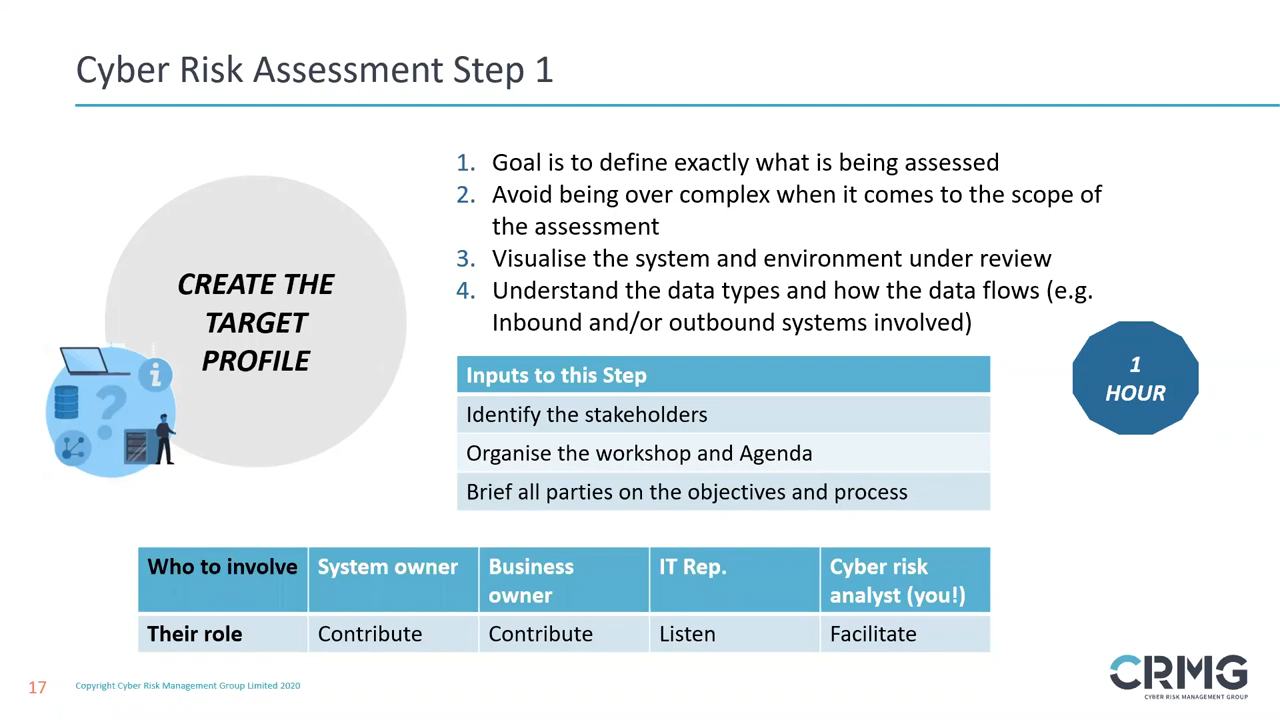 Cyber Risk Assessment Step 1
CREATE THE
TARGET
PROFILE
1. Goal is to define exactly what is being assessed
2. Avoid being over complex when it comes to the scope of
the assessment
3. Visualise the system and environment under review
4. Understand the data types and how the data flows (e.g.
Inbound and/or outbound systems involved)
1
HOUR
Inputs to this Step
Identify the stakeholders
Organise the workshop and Agenda
Brief all parties on the objectives and process
Who to involve System owner Business owner IT Rep. Cyber risk analyst (you!)
Their role Contribute Contribute Listen Facilitate
17 Copyright Cyber Risk Management Group Limited 2020
CRMG
CYBER RISK MANAGEMENT GROUP